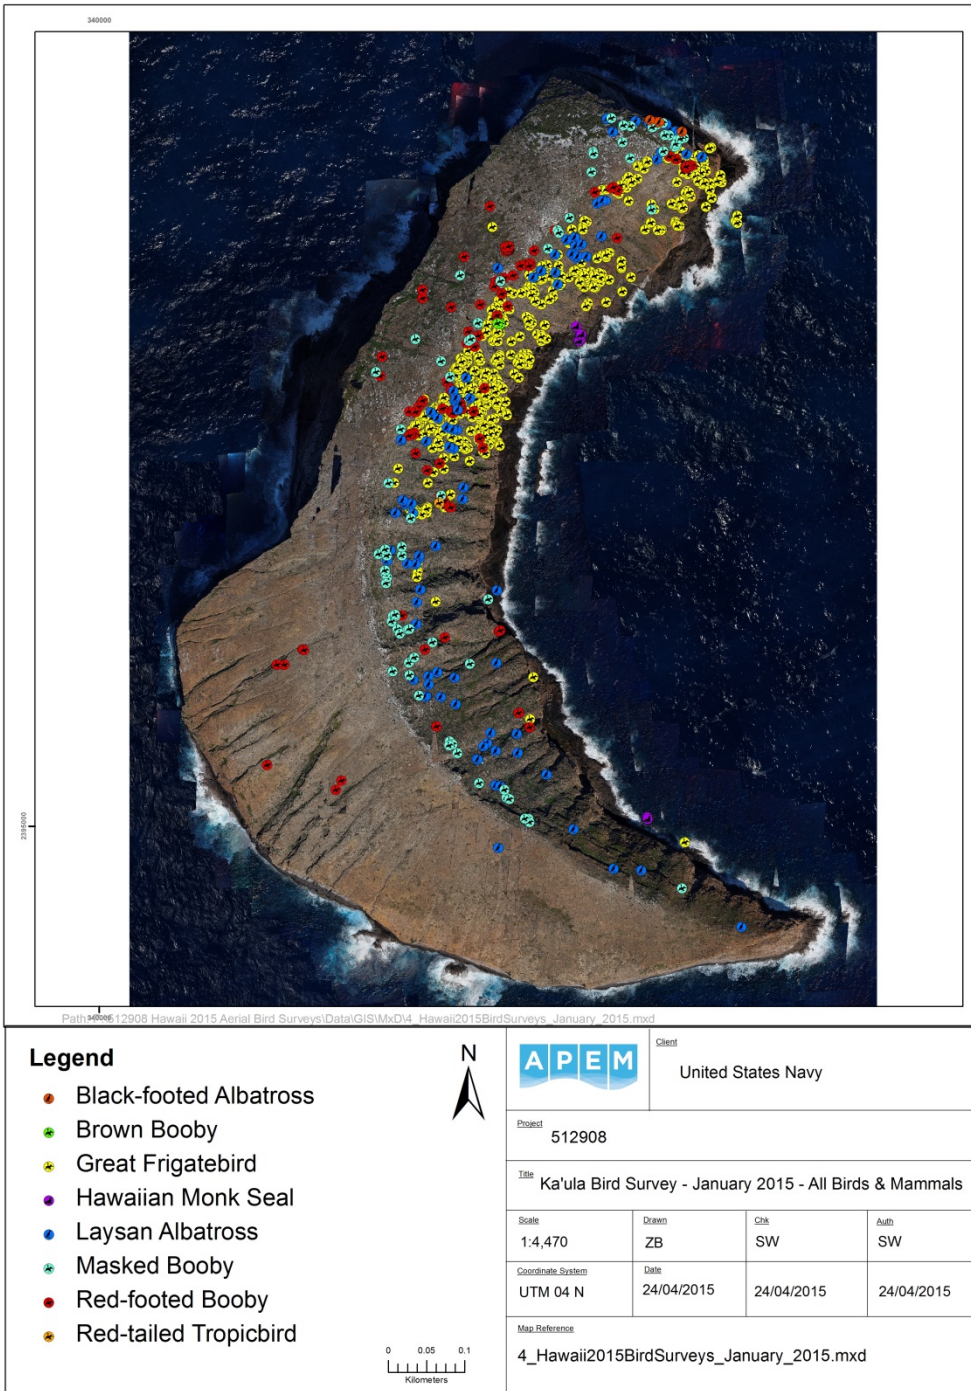 340000
2395000
340000
Path: 512908 Hawaii 2015 Aerial Bird Surveys\Data\GIS\MxD\4_Hawaii2015BirdSurveys_January_2015.mxd
Legend
Black-footed Albatross
Brown Booby
Great Frigatebird
Hawaiian Monk Seal
Laysan Albatross
Masked Booby
Red-footed Booby
Red-tailed Tropicbird
N
0 0.05 0.1
Kilometers
APEM
Client
United States Navy
Project
512908
Title
Ka'ula Bird Survey - January 2015 - All Birds & Mammals
Scale
1:4,470
Drawn
ZB
Chk
SW
Auth
SW
Coordinate System
UTM 04 N
Date
24/04/2015
24/04/2015
24/04/2015
Map Reference
4_Hawaii2015BirdSurveys_January_2015.mxd